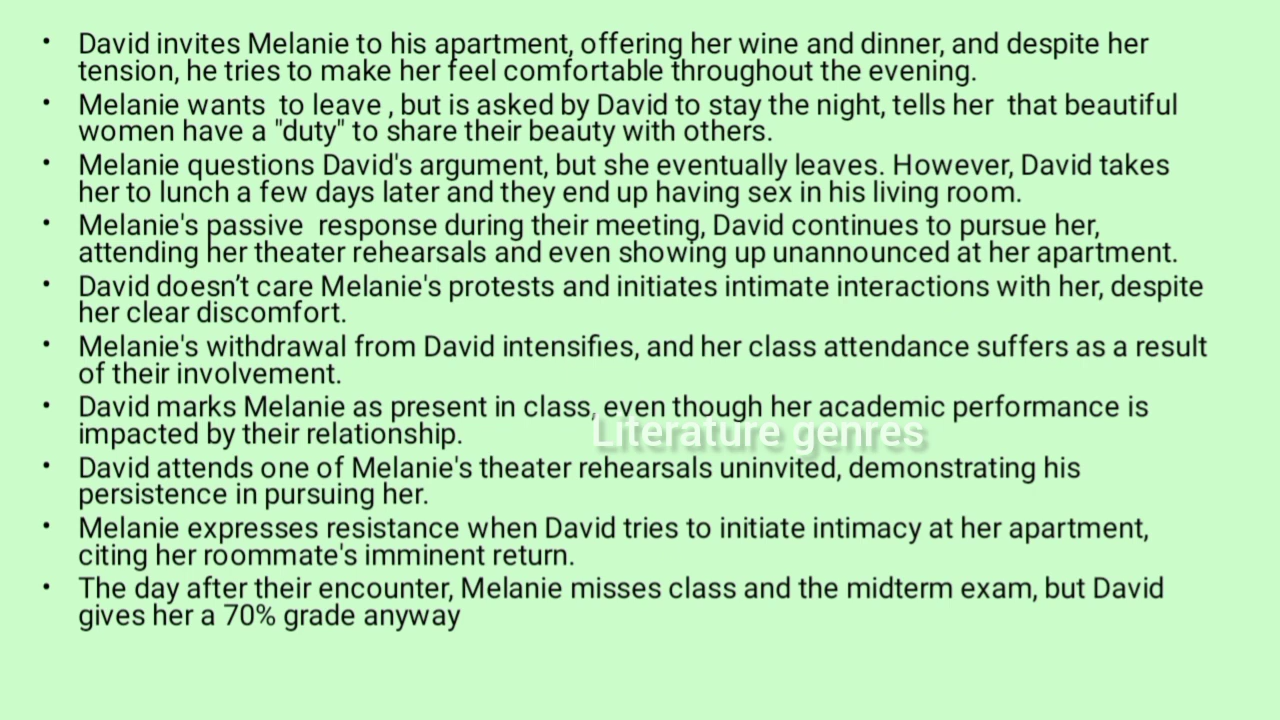 • David invites Melanie to his apartment, offering her wine and dinner, and despite her
tension, he tries to make her feel comfortable throughout the evening.
• Melanie wants  to leave , but is asked by David to stay the night, tells her  that beautiful
women have a "duty" to share their beauty with others.
• Melanie questions David's argument, but she eventually leaves. However, David takes
her to lunch a few days later and they end up having sex in his living room.
• Melanie's passive  response during their meeting, David continues to pursue her,
attending her theater rehearsals and even showing up unannounced at her apartment.
• David doesn’t care Melanie's protests and initiates intimate interactions with her, despite
her clear discomfort.
• Melanie's withdrawal from David intensifies, and her class attendance suffers as a result
of their involvement.
• David marks Melanie as present in class, even though her academic performance is
impacted by their relationship.
Literature genres
• David attends one of Melanie's theater rehearsals uninvited, demonstrating his
persistence in pursuing her.
• Melanie expresses resistance when David tries to initiate intimacy at her apartment,
citing her roommate's imminent return.
• The day after their encounter, Melanie misses class and the midterm exam, but David
gives her a 70% grade anyway